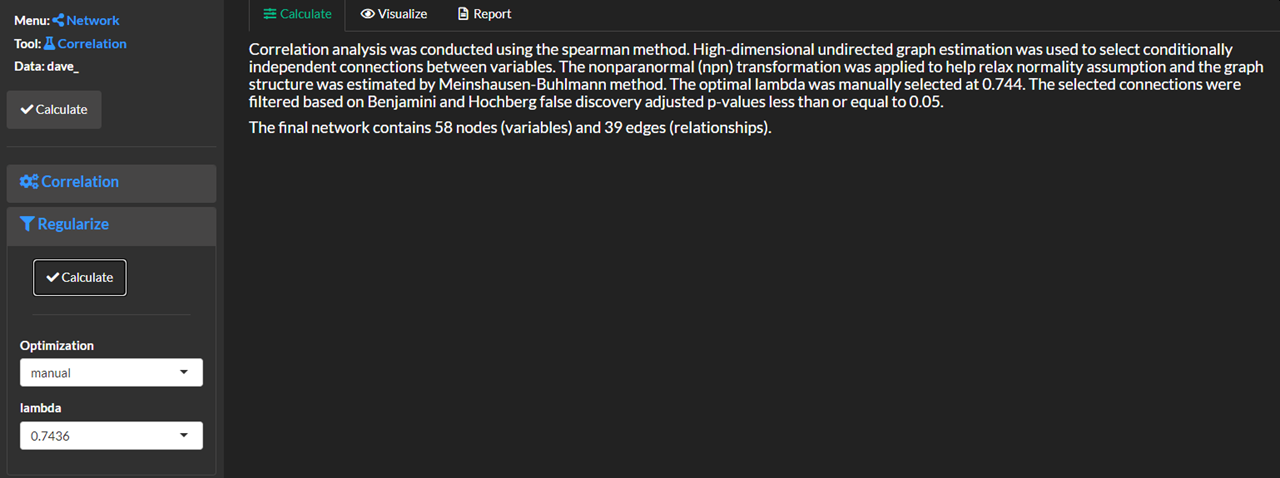 Menu: Network
Tool: Correlation
Data: dave_
Calculate
Correlation
Regularize
Calculate
Optimization
manual
lambda
0.7436
Calculate Visualize Report
Correlation analysis was conducted using the spearman method. High-dimensional undirected graph estimation was used to select conditionally
independent connections between variables. The nonparanormal (npn) transformation was applied to help relax normality assumption and the graph
structure was estimated by Meinshausen-Buhlmann method. The optimal lambda was manually selected at 0.744. The selected connections were
filtered based on Benjamini and Hochberg false discovery adjusted p-values less than or equal to 0.05.
The final network contains 58 nodes (variables) and 39 edges (relationships).